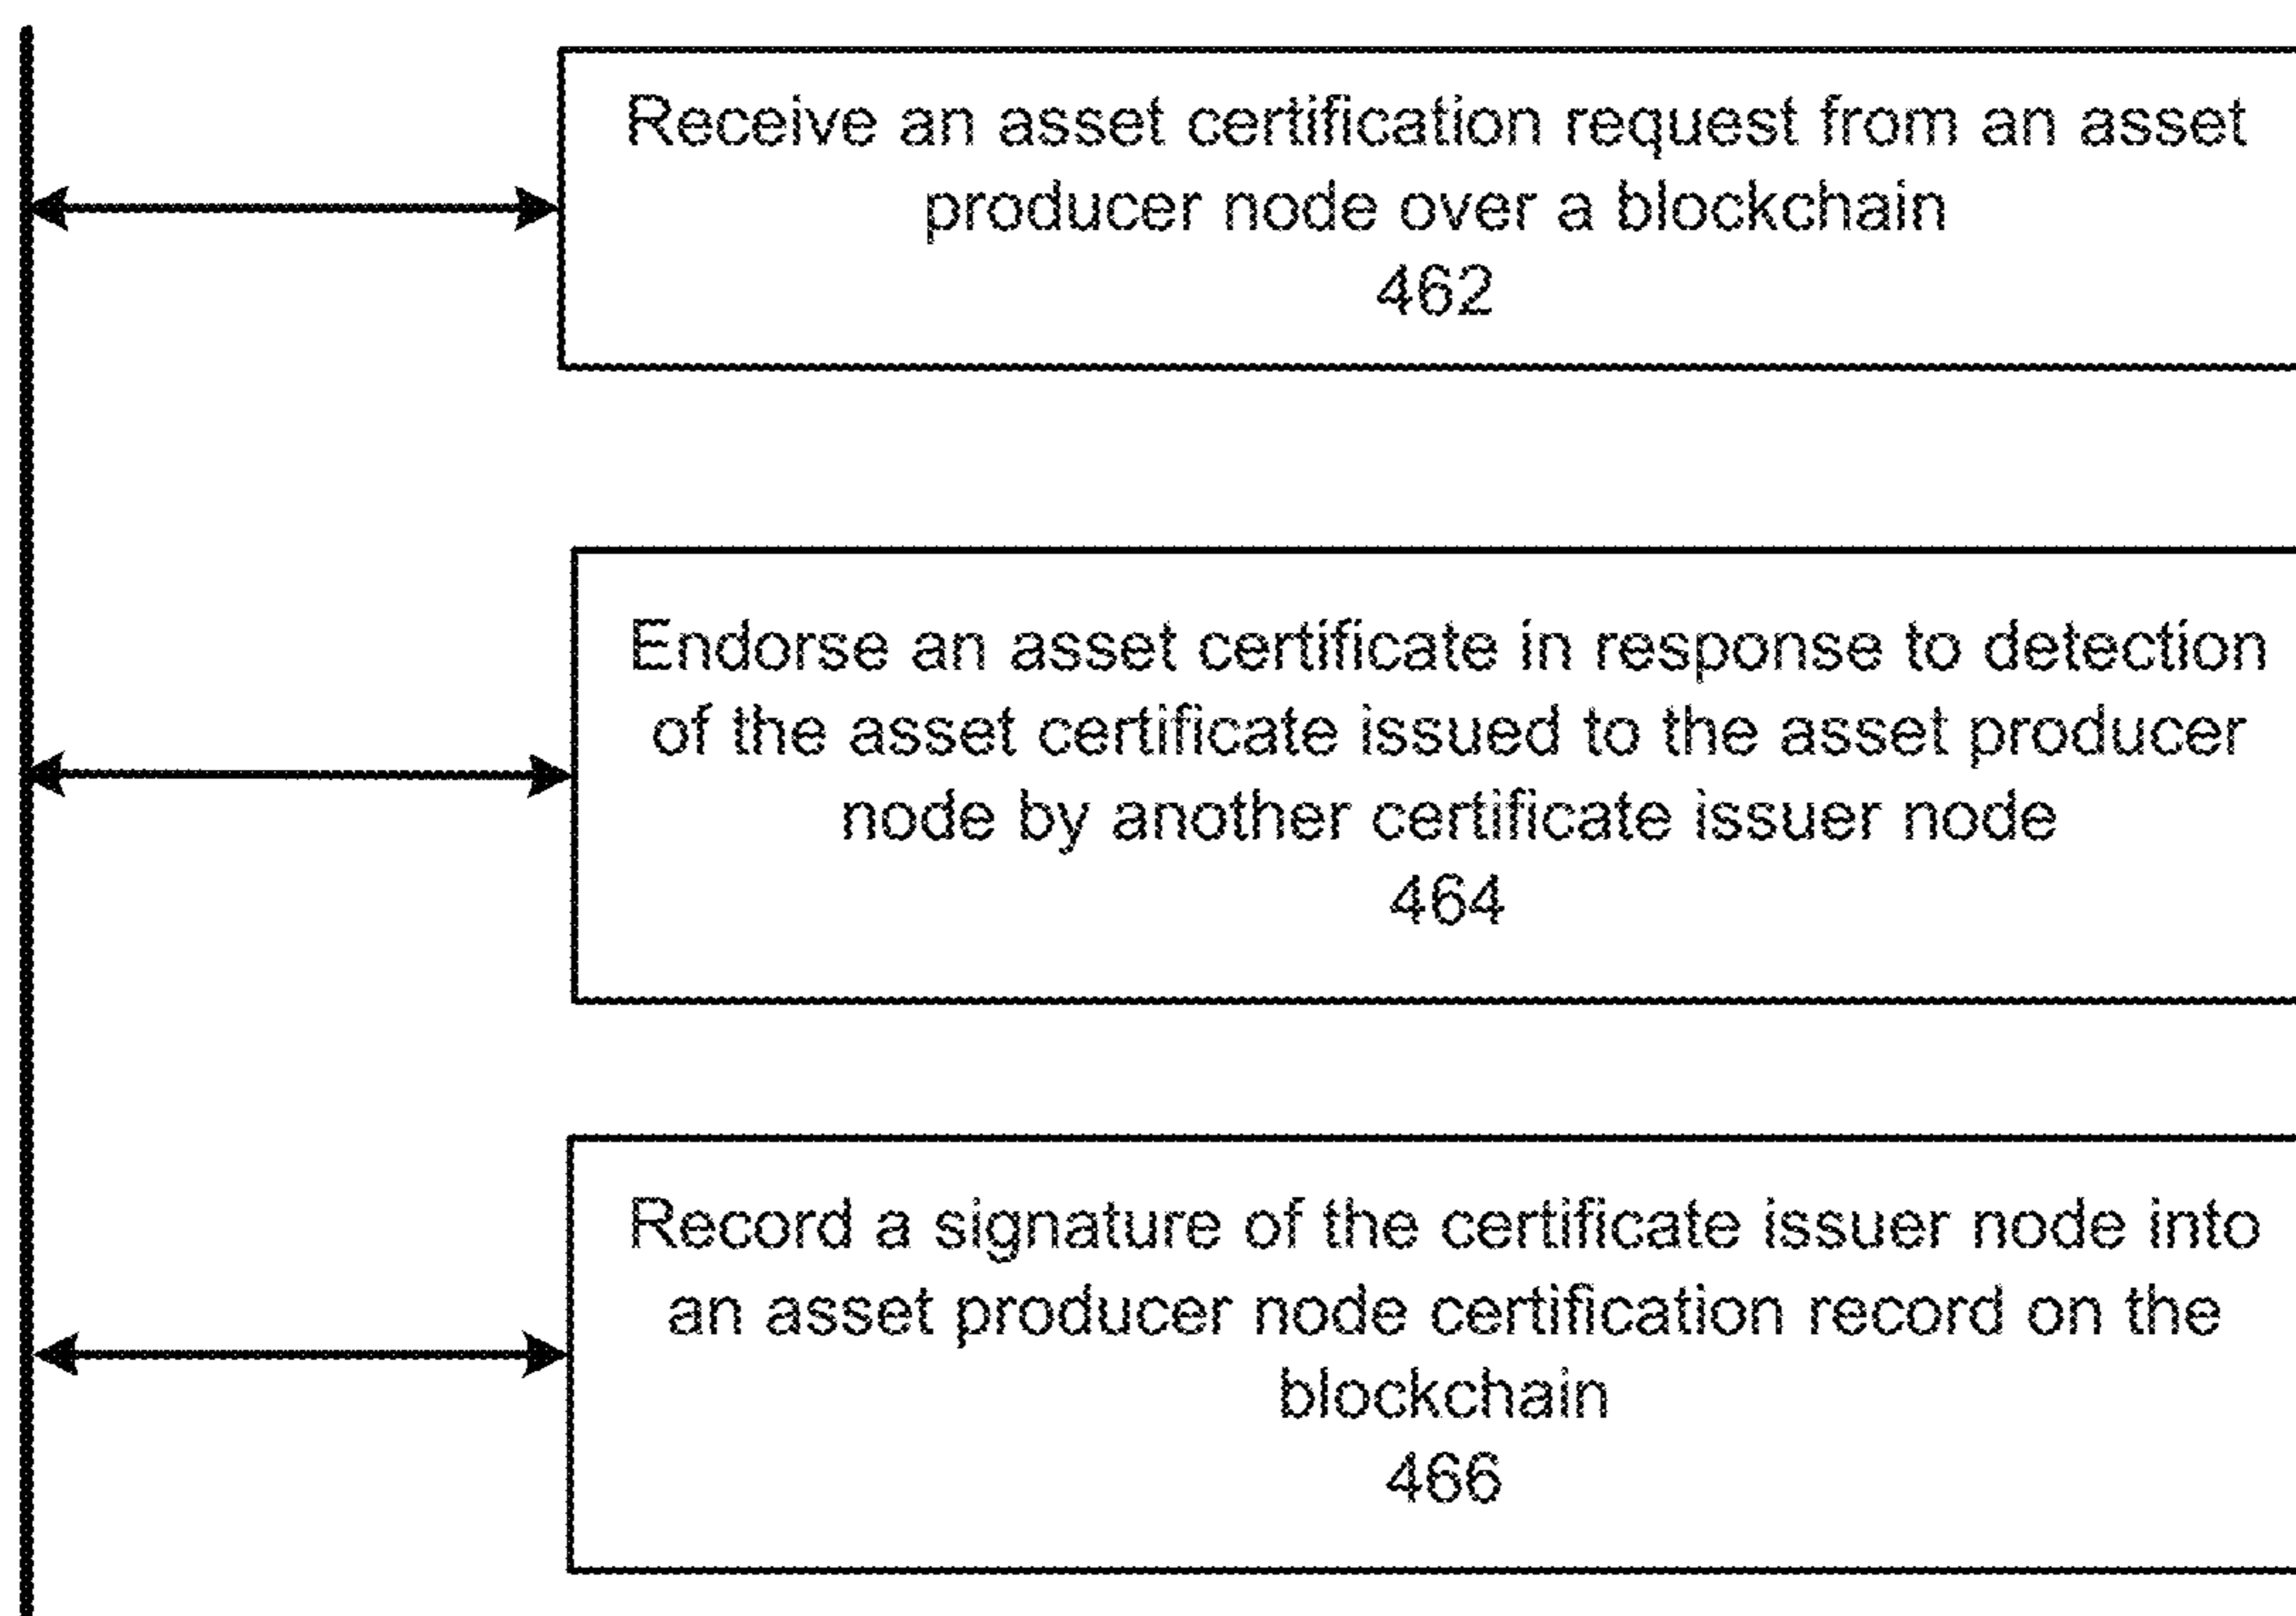 Receive an asset certification request from an asset
producer node over a blockchain
462
Endorse an asset certificate in response to detection
of the asset certificate issued to the asset producer
node by another certificate issuer node
464
Record a signature of the certificate issuer node into
an asset producer node certification record on the
blockchain
466